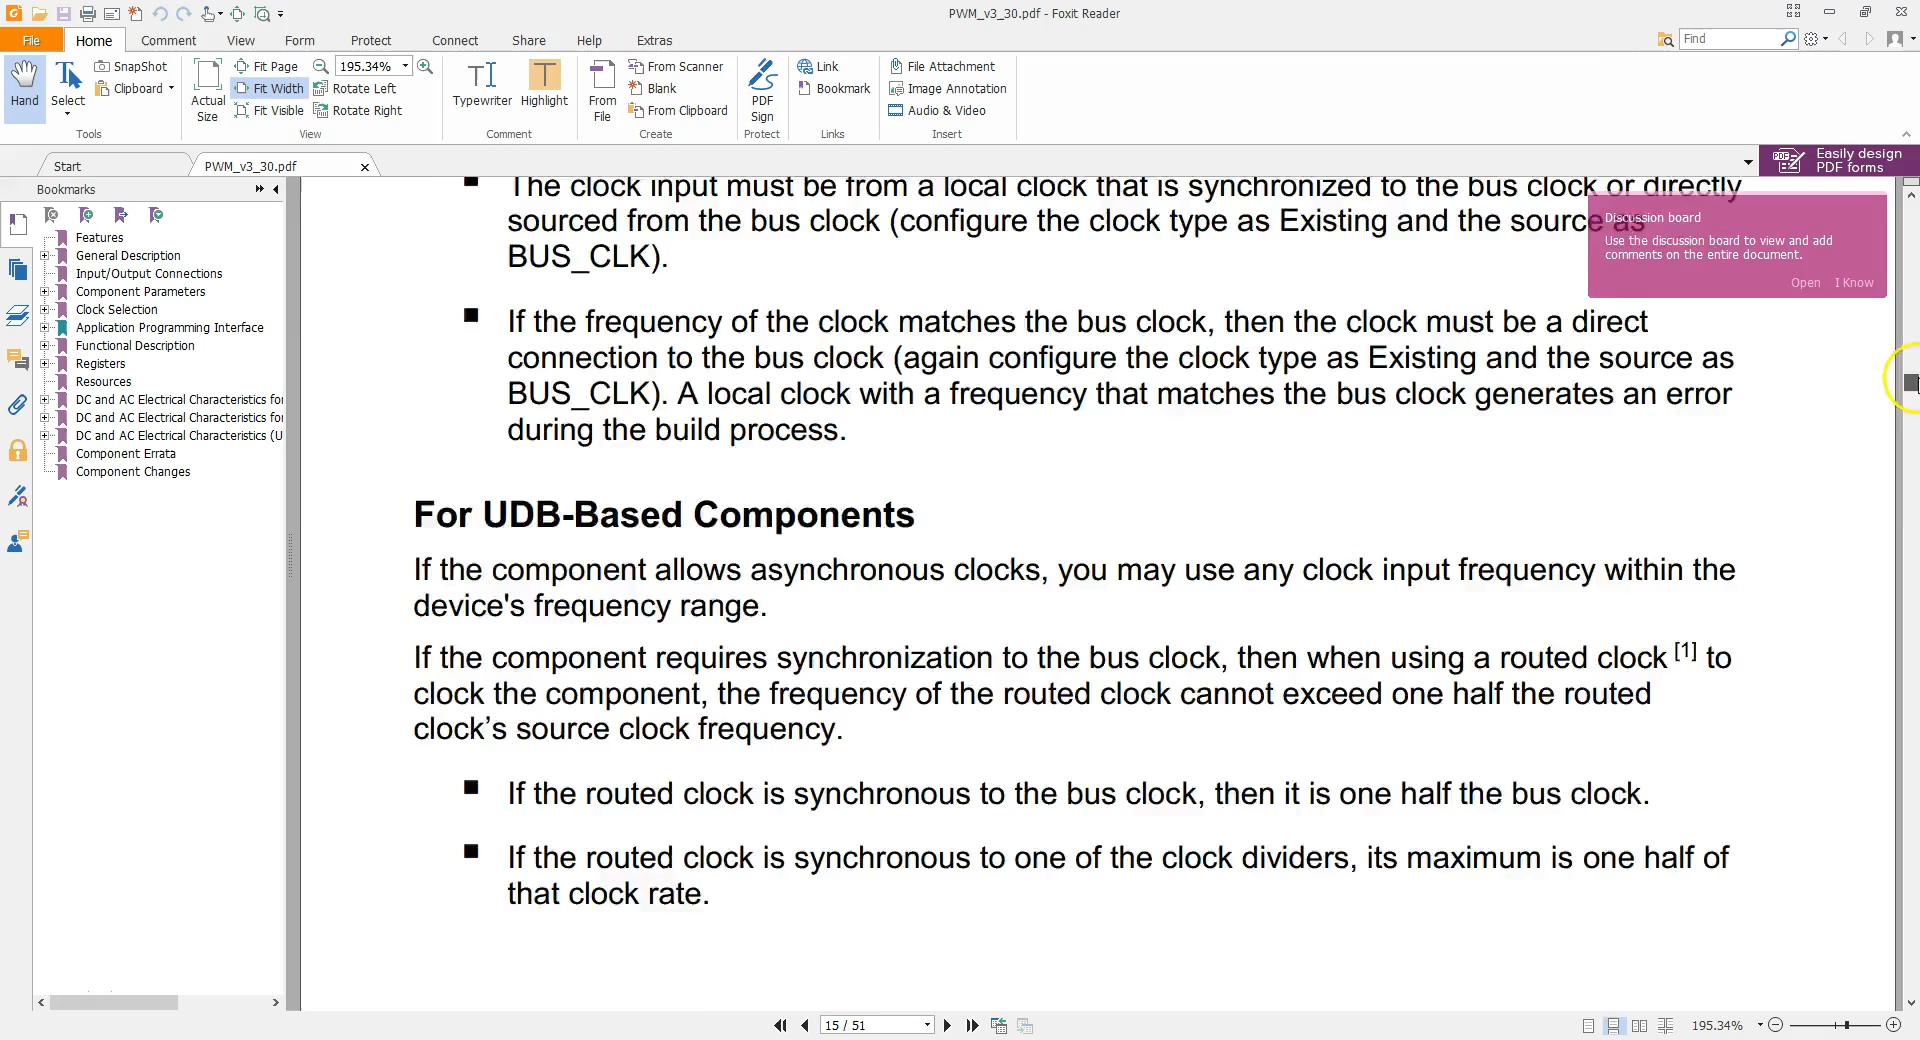 PWM_v3_30.pdf - Foxit Reader
File Home Comment View Form Protect Connect Share Help Extras
Find
Hand
Select
SnapShot
Clipboard
Tools
Actual
Size
Fit Page
Fit Width
Fit Visible
195.34%
Rotate Left
Rotate Right
View
Typewriter
Highlight
Comment
From
File
From Scanner
Blank
From Clipboard
Create
PDF
Sign
Protect
Link
Bookmark
Links
File Attachment
Image Annotation
Audio & Video
Insert
Start
PWM_v3_30.pdf
PDF
Easily design
PDF forms
Bookmarks
Features
General Description
Input/Output Connections
Component Parameters
Clock Selection
Application Programming Interface
Functional Description
Registers
Resources
DC and AC Electrical Characteristics for
DC and AC Electrical Characteristics for
DC and AC Electrical Characteristics (U
Component Errata
Component Changes
The clock input must be from a local clock that is synchronized to the bus clock or directly
sourced from the bus clock (configure the clock type as Existing and the source as
BUS_CLK).
Discussion board
Use the discussion board to view and add
comments on the entire document.
Open I Know
If the frequency of the clock matches the bus clock, then the clock must be a direct
connection to the bus clock (again configure the clock type as Existing and the source as
BUS_CLK). A local clock with a frequency that matches the bus clock generates an error
during the build process.
For UDB-Based Components
If the component allows asynchronous clocks, you may use any clock input frequency within the
device's frequency range.
If the component requires synchronization to the bus clock, then when using a routed clock [1] to
clock the component, the frequency of the routed clock cannot exceed one half the routed
clock’s source clock frequency.
If the routed clock is synchronous to the bus clock, then it is one half the bus clock.
If the routed clock is synchronous to one of the clock dividers, its maximum is one half of
that clock rate.
15 / 51
195.34%